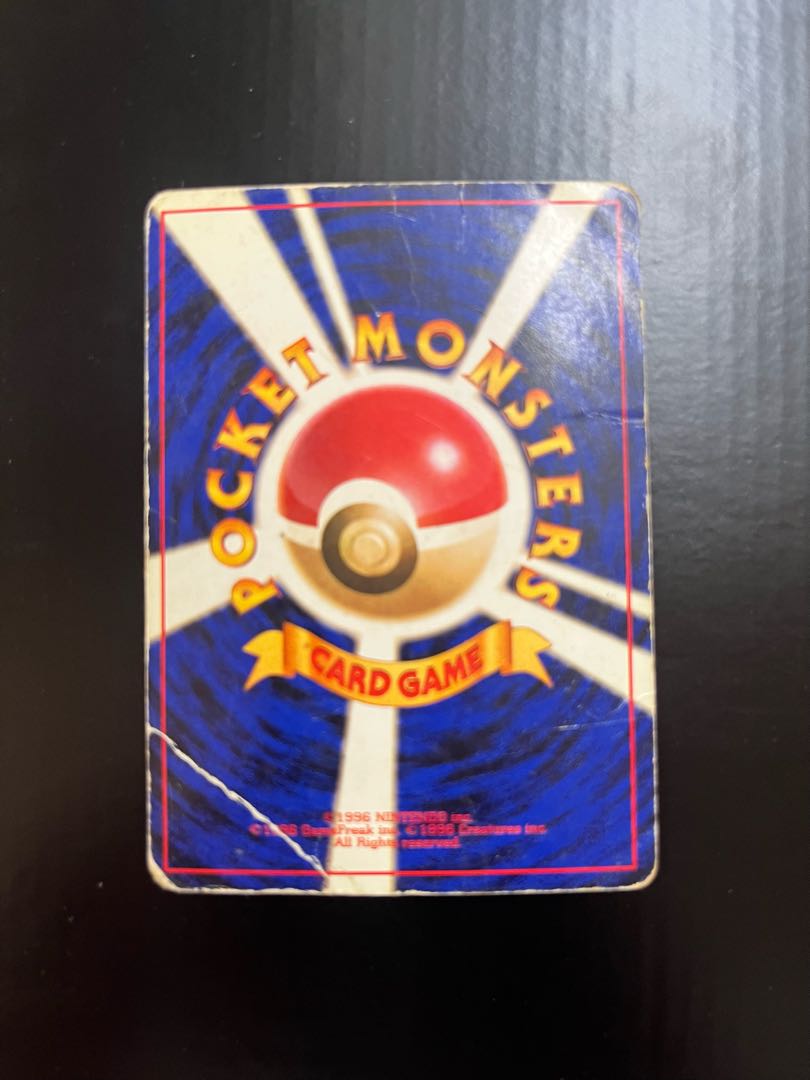 POCKET MONSTERS
CARD GAME
©1996 NINTENDO inc.
©1996 GameFreak inc. ©1996 Creatures inc.
All Rights reserved.